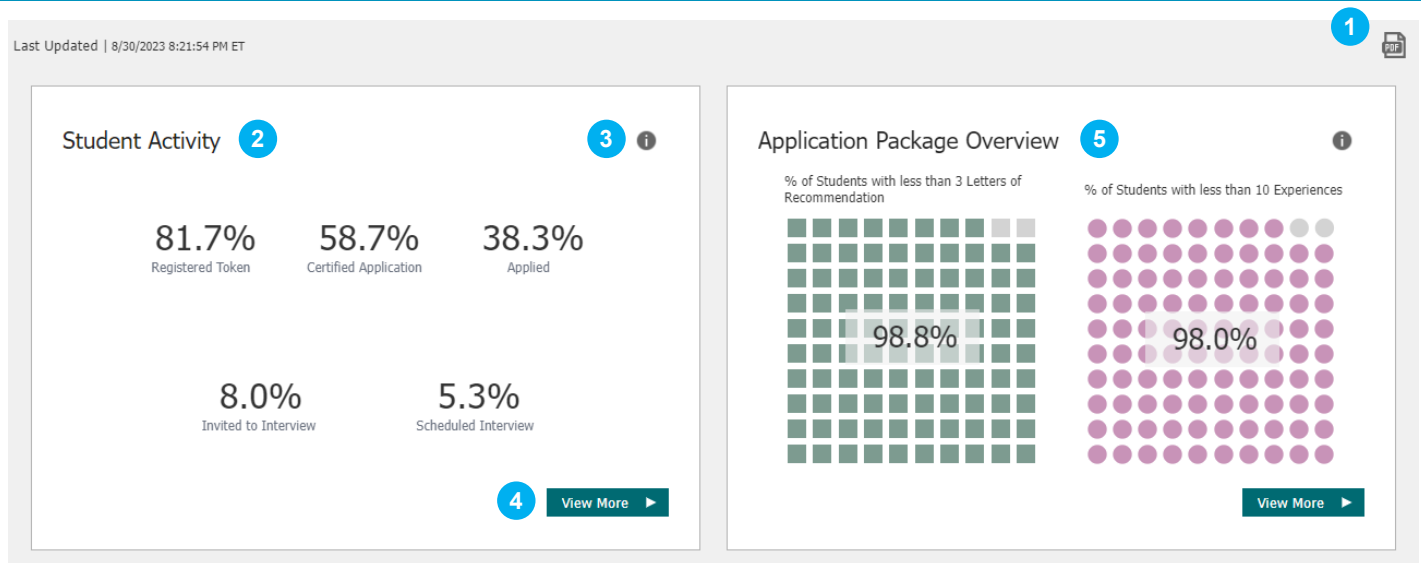 1
Last Updated | 8/30/2023 8:21:54 PM ET
PDF
Student Activity 2
3
i
81.7%
58.7%
38.3%
Registered Token
Certified Application
Applied
8.0%
5.3%
Invited to Interview
Scheduled Interview
4
View More
Application Package Overview 5
i
% of Students with less than 3 Letters of
Recommendation
% of Students with less than 10 Experiences
98.8%
98.0%
View More